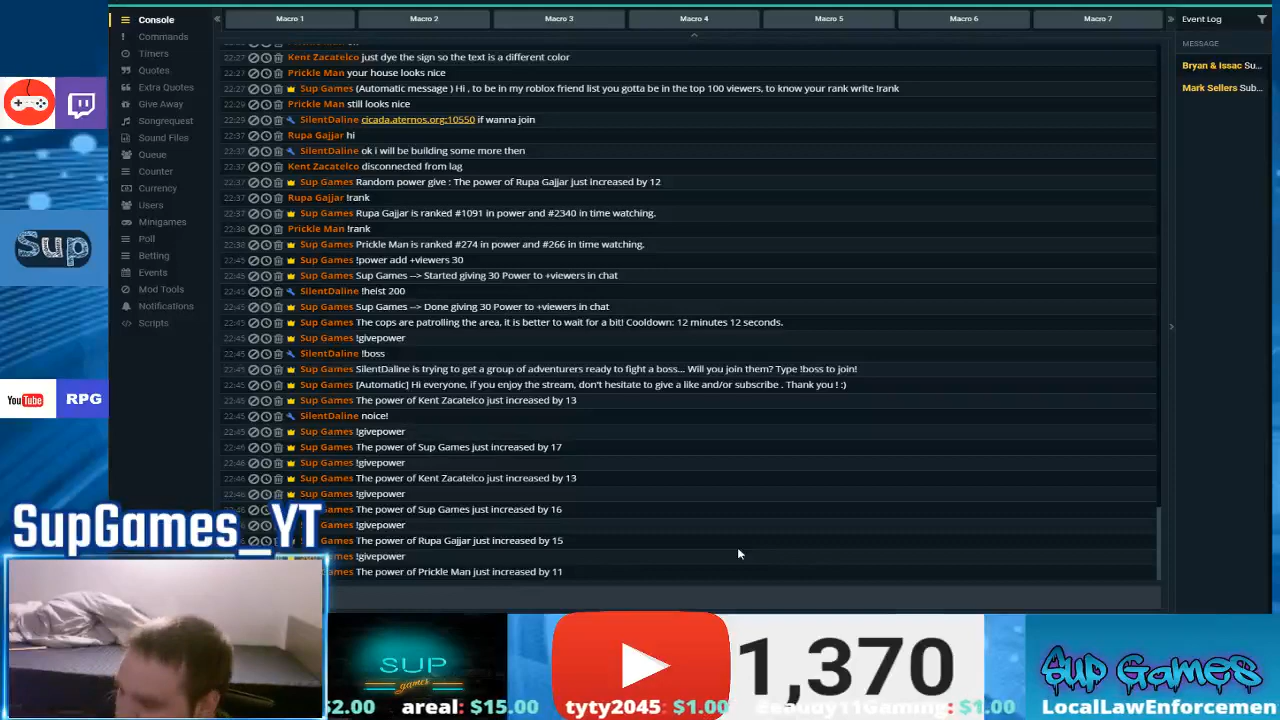 Console
Commands
Timers
Quotes
Extra Quotes
Give Away
Songrequest
Sound Files
Queue
Counter
Currency
Users
Minigames
Poll
Betting
Events
Mod Tools
Notifications
Scripts
Macro 1 Macro 2 Macro 3 Macro 4 Macro 5 Macro 6 Macro 7
22:27 Kent Zacatelco just dye the sign so the text is a different color
22:27 Prickle Man your house looks nice
22:27 Sup Games (Automatic message ) Hi , to be in my roblox friend list you gotta be in the top 100 viewers, to know your rank write !rank
22:29 Prickle Man still looks nice
22:29 SilentDaline cicada.aternos.org:10550 if wanna join
22:37 Rupa Gajjar hi
22:37 SilentDaline ok i will be building some more then
22:37 Kent Zacatelco disconnected from lag
22:37 Sup Games Random power give : The power of Rupa Gajjar just increased by 12
22:37 Rupa Gajjar !rank
22:37 Sup Games Rupa Gajjar is ranked #1091 in power and #2340 in time watching.
22:38 Prickle Man !rank
22:38 Sup Games Prickle Man is ranked #274 in power and #266 in time watching.
22:45 Sup Games !power add +viewers 30
22:45 Sup Games Sup Games --> Started giving 30 Power to +viewers in chat
22:45 SilentDaline !heist 200
22:45 Sup Games Sup Games --> Done giving 30 Power to +viewers in chat
22:45 Sup Games The cops are patrolling the area, it is better to wait for a bit! Cooldown: 12 minutes 12 seconds.
22:45 Sup Games !givepower
22:45 SilentDaline !boss
22:45 Sup Games SilentDaline is trying to get a group of adventurers ready to fight a boss... Will you join them? Type !boss to join!
22:45 Sup Games [Automatic] Hi everyone, if you enjoy the stream, don't hesitate to give a like and/or subscribe . Thank you ! :)
22:45 Sup Games The power of Kent Zacatelco just increased by 13
22:45 SilentDaline noice!
22:45 Sup Games !givepower
22:46 Sup Games The power of Sup Games just increased by 17
22:46 Sup Games !givepower
22:46 Sup Games The power of Kent Zacatelco just increased by 13
22:46 Sup Games !givepower
Sup Games The power of Sup Games just increased by 16
Games !givepower
Games The power of Rupa Gajjar just increased by 15
ames !givepower
ames The power of Prickle Man just increased by 11
Event Log
MESSAGE
Bryan & Issac Su...
Mark Sellers Sub...
Sup
YouTube RPG
SupGames_YT
SUP
games
1,370
Sup Games
$2.00 areal: $15.00 tyty2045: $1.00 Gaming: $1.00 LocalLawEnforcemen